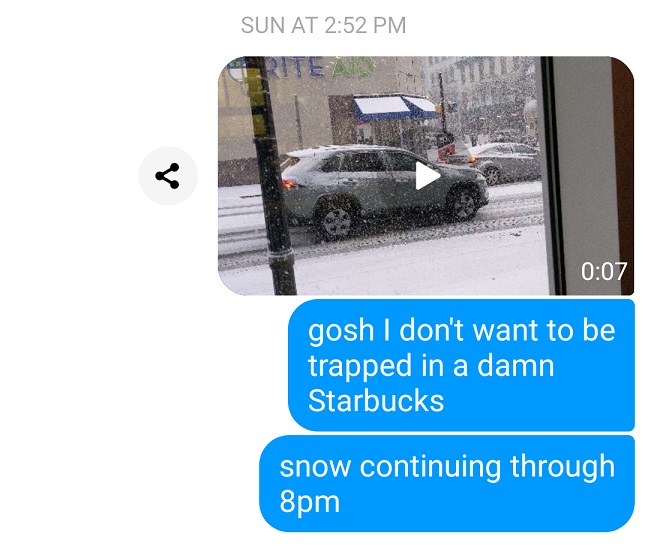 SUN AT 2:52 PM
RITE AID
0:07
gosh I don't want to be
trapped in a damn
Starbucks
snow continuing through
8pm